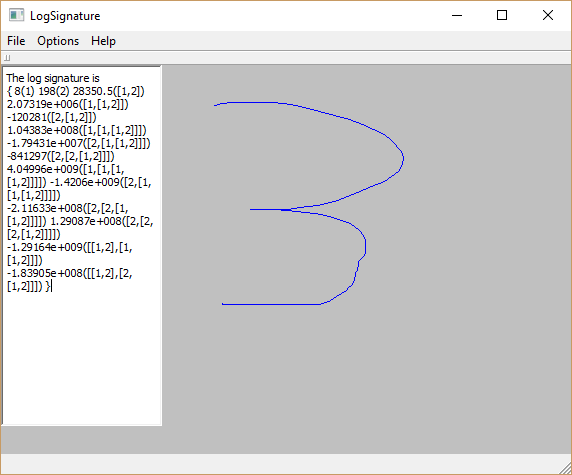 LogSignature
File Options Help
The log signature is
{ 8(1) 198(2) 28350.5([1,2])
2.07319e+006([1,[1,2]])
-120281([2,[1,2]])
1.04383e+008([1,[1,[1,2]]])
-1.79431e+007([2,[1,[1,2]]])
-841297([2,[2,[1,2]]])
4.04996e+009([1,[1,[1,
[1,2]]]]) -1.4206e+009([2,[1,
[1,[1,2]]]])
-2.11633e+008([2,[2,[1,
[1,2]]]]) 1.29087e+008([2,[2,
[2,[1,2]]]])
-1.29164e+009([[1,2],[1,
[1,2]]])
-1.83905e+008([[1,2],[2,
[1,2]]]) }